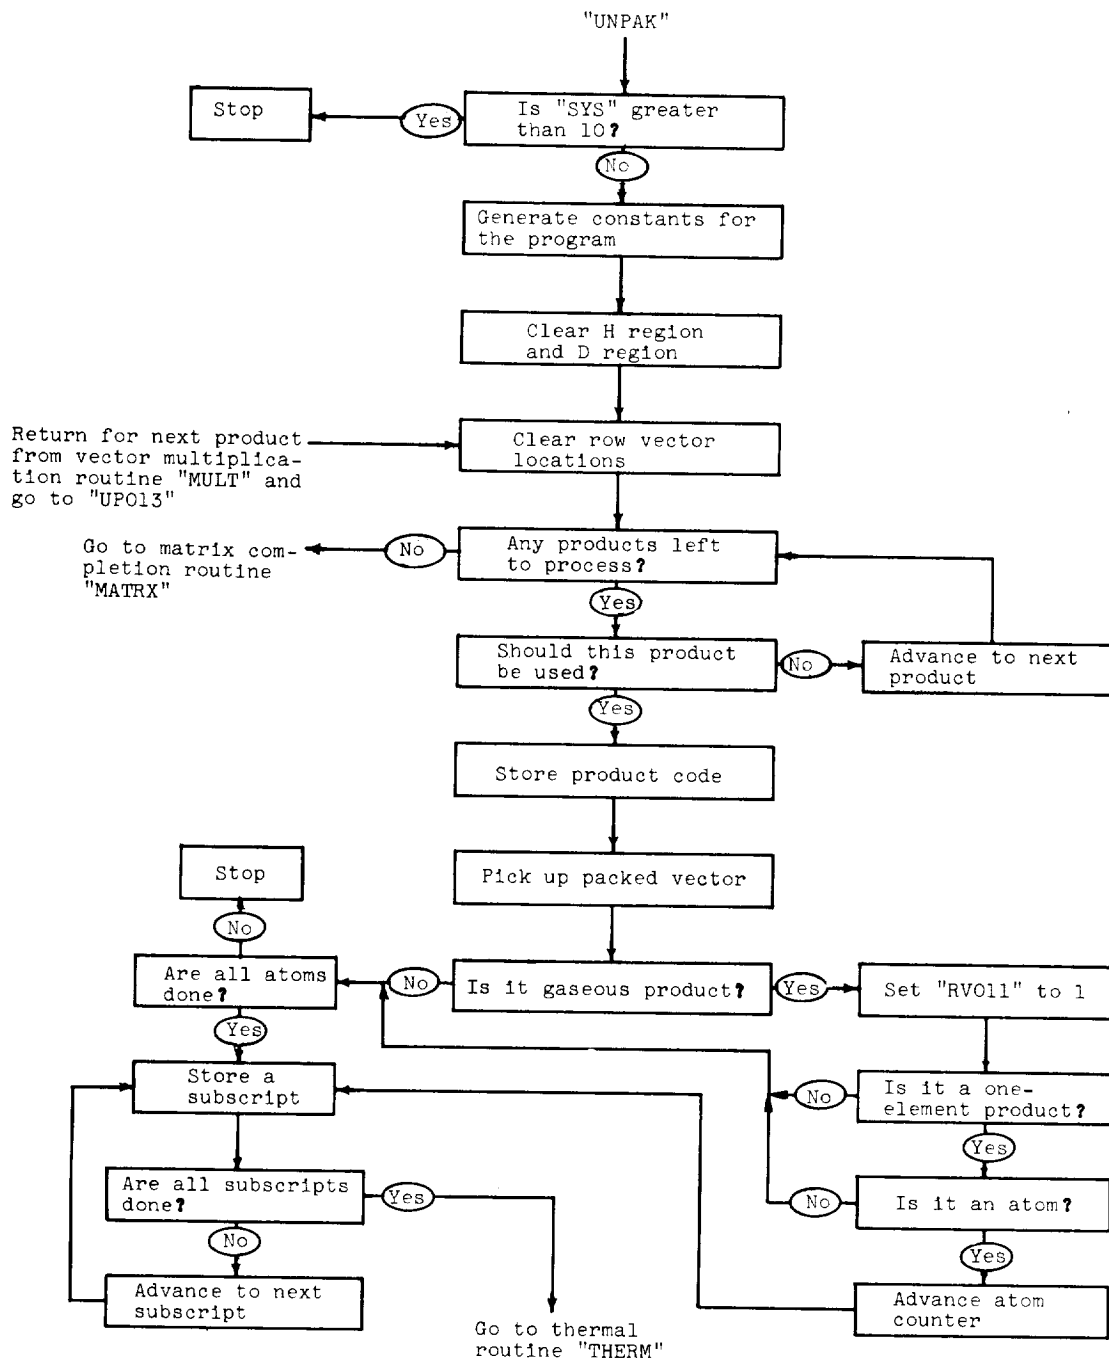 "UNPAK"
Stop
Yes
Is "SYS" greater
than 10?
No
Generate constants for
the program
Clear H region
and D region
Return for next product
from vector multiplica-
tion routine "MULT" and
go to "UP013"
Clear row vector
locations
Go to matrix com-
pletion routine
"MATRX"
No
Any products left
to process?
Yes
Should this product
be used?
No
Advance to next
product
Yes
Store product code
Stop
Pick up packed vector
No
Are all atoms
done?
No
Is it gaseous product?
Yes
Set "RV011" to 1
Yes
Store a
subscript
No
Is it a one-
element product?
Yes
Are all subscripts
done?
Yes
No
Is it an atom?
No
Yes
Advance to next
subscript
Advance atom
counter
Go to thermal
routine "THERM"